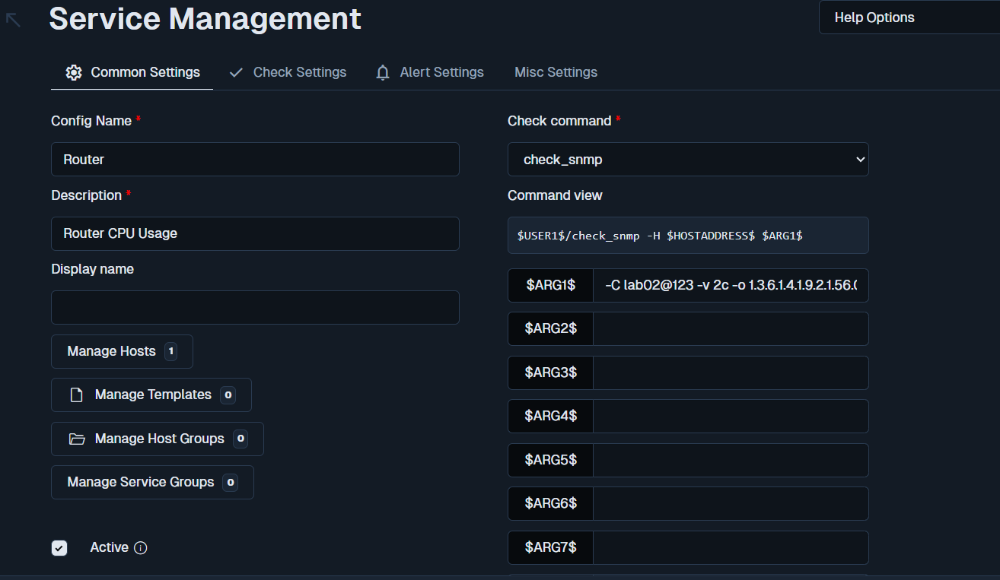 Service Management
Help Options
Common Settings
Check Settings
Alert Settings
Misc Settings
Config Name *
Router
Description *
Router CPU Usage
Display name
Manage Hosts 1
Manage Templates 0
Manage Host Groups 0
Manage Service Groups 0
Active
Check command *
check_snmp
Command view
$USER1$/check_snmp -H $HOSTADDRESS$ $ARG1$
$ARG1$ -C lab02@123 -v 2c -o 1.3.6.1.4.1.9.2.1.56.
$ARG2$
$ARG3$
$ARG4$
$ARG5$
$ARG6$
$ARG7$